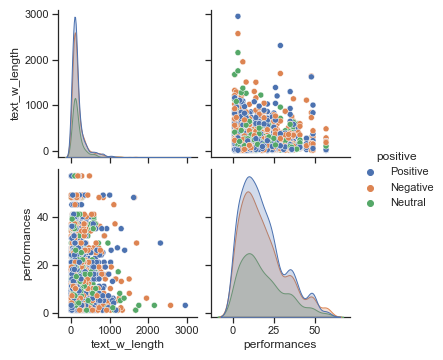 3000
2000
1000
0
text_w_length
positive
Positive
Negative
Neutral
40
20
0
performances
0
1000
2000
3000
text_w_length
0
25
50
performances